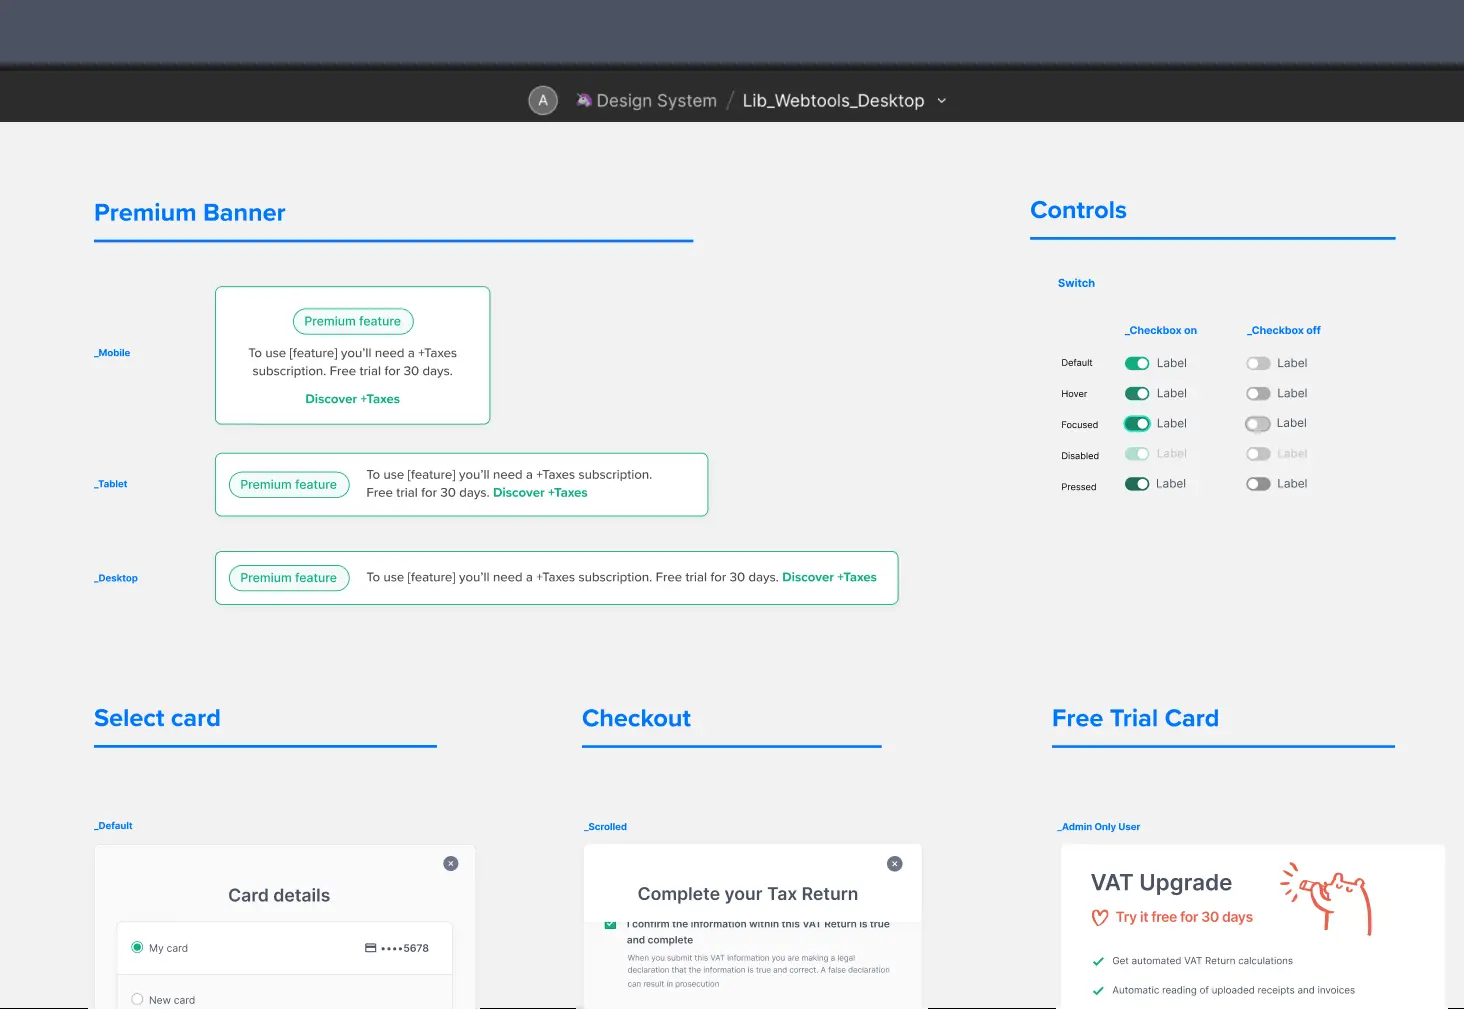 A
Design System / Lib_Webtools_Desktop
Premium Banner
_Mobile
Premium feature
To use [feature] you'll need a +Taxes
subscription. Free trial for 30 days.
Discover +Taxes
_Tablet
Premium feature
To use [feature] you'll need a +Taxes subscription.
Free trial for 30 days. Discover +Taxes
_Desktop
Premium feature
To use [feature] you'll need a +Taxes subscription. Free trial for 30 days. Discover +Taxes
Controls
Switch
_Checkbox on
_Checkbox off
Default
Label
Label
Hover
Label
Label
Focused
Label
Label
Disabled
Label
Label
Pressed
Label
Label
Select card
_Default
Card details
My card
••••5678
New card
Checkout
_Scrolled
Complete your Tax Return
I confirm the information within this VAT Return is true
and complete
When you submit this VAT information you are making a legal
declaration that the information is true and correct. A false declaration
can result in prosecution
Free Trial Card
_Admin Only User
VAT Upgrade
Try it free for 30 days
Get automated VAT Return calculations
Automatic reading of uploaded receipts and invoices